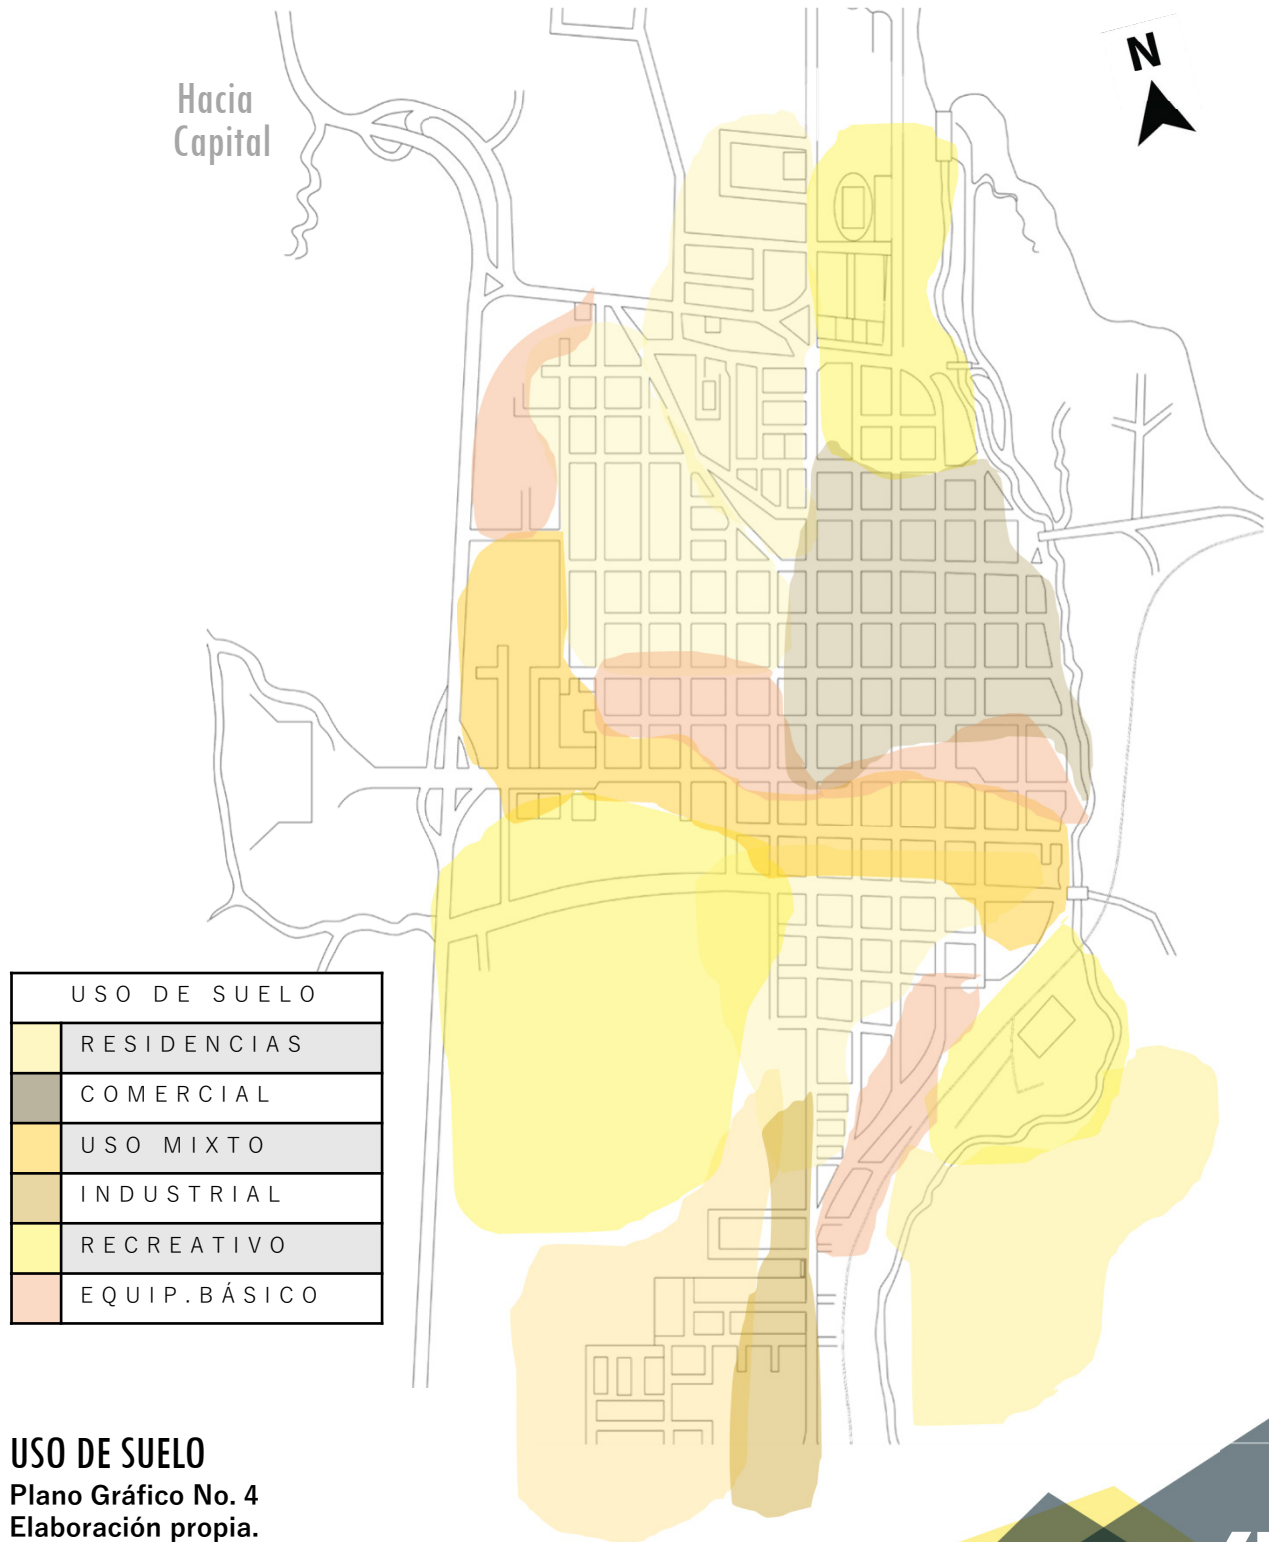 Hacia
Capital
N
USO DE SUELO
RESIDENCIAS
COMERCIAL
USO MIXTO
INDUSTRIAL
RECREATIVO
EQUIP.BÁSICO
USO DE SUELO
Plano Gráfico No. 4
Elaboración propia.